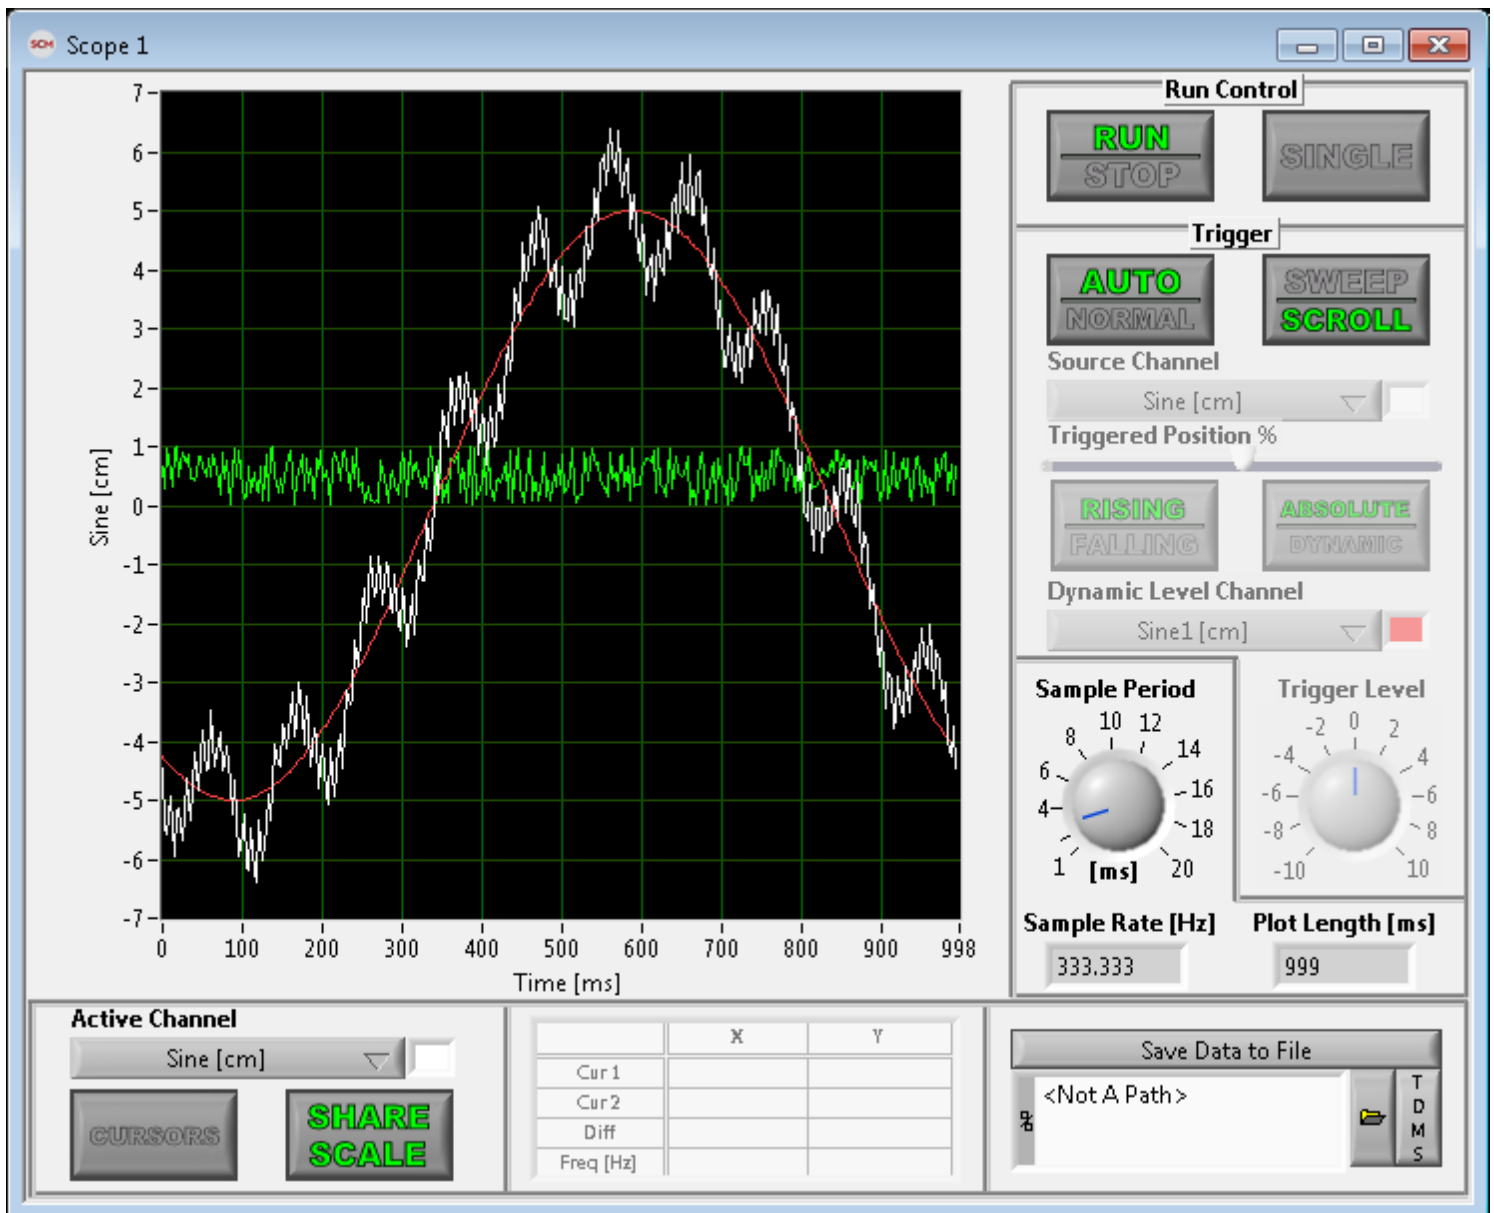 SCM Scope 1
7
6
5
4
3
2
1
0
-1
-2
-3
-4
-5
-6
-7
Sine [cm]
0 100 200 300 400 500 600 700 800 900 998
Time [ms]
Run Control
RUN
STOP
SINGLE
Trigger
AUTO
NORMAL
SWEEP
SCROLL
Source Channel
Sine [cm]
Triggered Position %
RISING
FALLING
ABSOLUTE
DYNAMIC
Dynamic Level Channel
Sine1 [cm]
Sample Period
1 4 6 8 10 12 14 16 18 20
[ms]
Trigger Level
-10 -8 -6 -4 -2 0 2 4 6 8 10
Sample Rate [Hz]
333.333
Plot Length [ms]
999
Active Channel
Sine [cm]
CURSORS
SHARE
SCALE
X Y
Cur 1
Cur 2
Diff
Freq [Hz]
Save Data to File
<Not A Path>
T
D
M
S